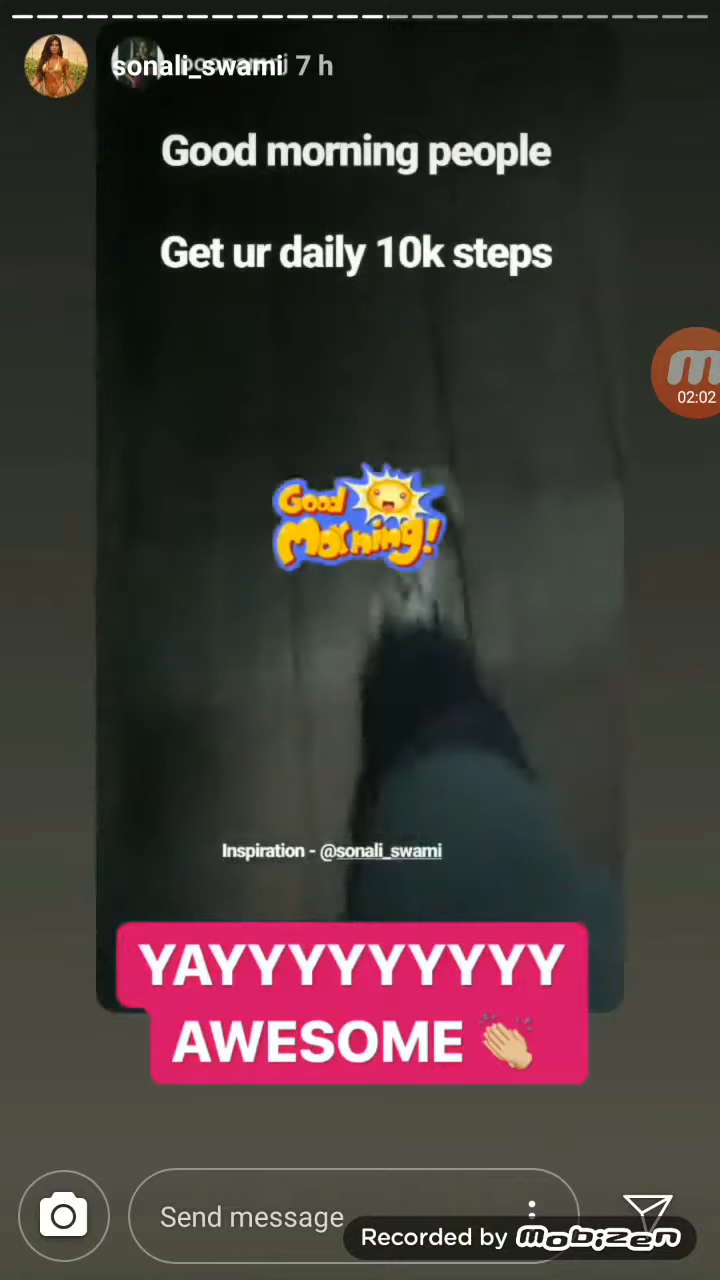 sonali_swami 7 h
Good morning people
Get ur daily 10k steps
02:02
Good
Morning!
Inspiration - @sonali_swami
YAYYYYYYYYYY
AWESOME 👏🏼
Send message
Recorded by mobizen